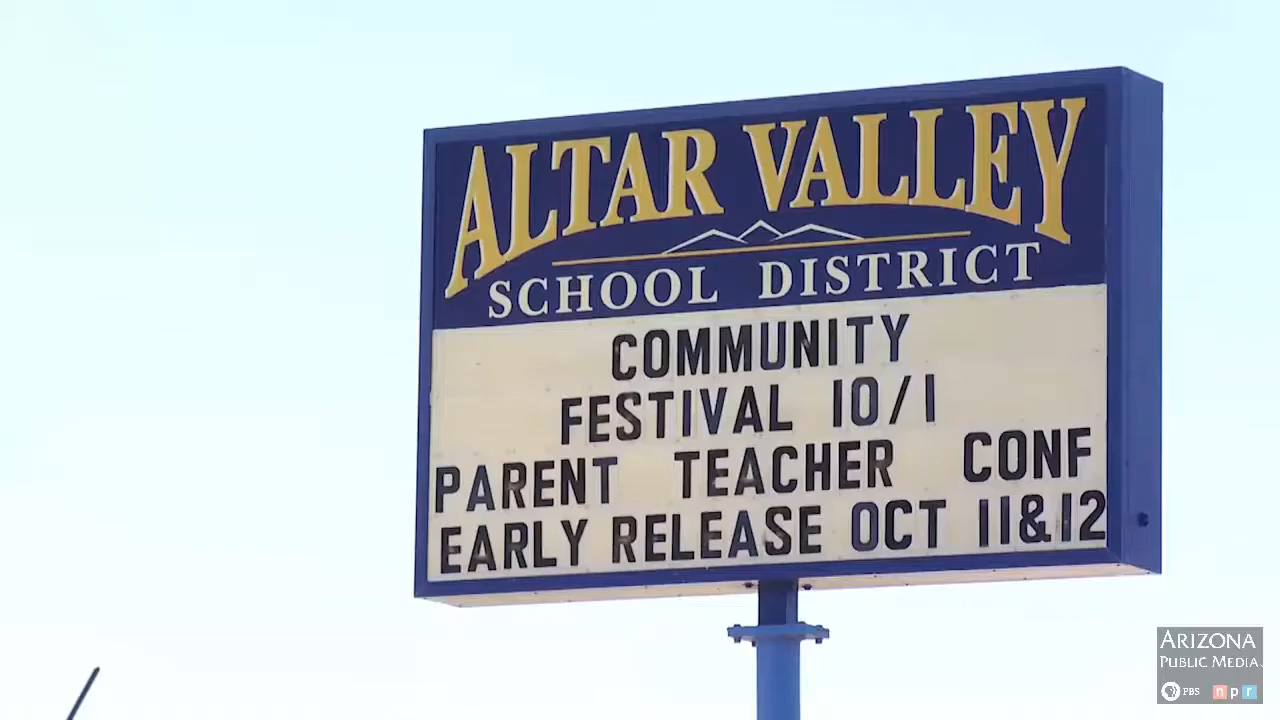 ALTAR VALLEY
SCHOOL DISTRICT
COMMUNITY
FESTIVAL 10/1
PARENT TEACHER CONF
EARLY RELEASE OCT 11&12
ARIZONA
PUBLIC MEDIA
PBS npr